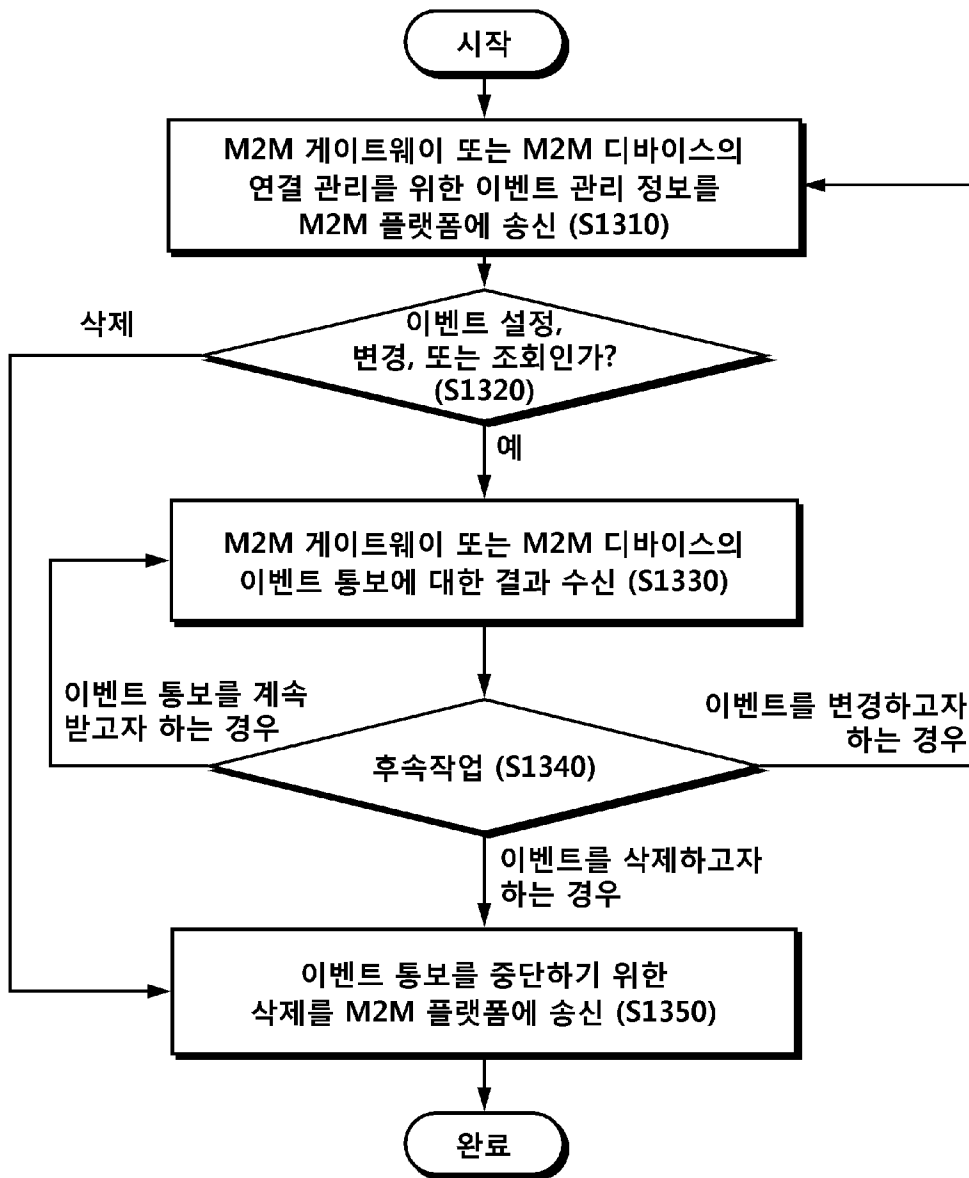 시작
M2M 게이트웨이 또는 M2M 디바이스의
연결 관리를 위한 이벤트 관리 정보를
M2M 플랫폼에 송신 (S1310)
삭제
이벤트 설정,
변경, 또는 조회인가?
(S1320)
예
M2M 게이트웨이 또는 M2M 디바이스의
이벤트 통보에 대한 결과 수신 (S1330)
이벤트 통보를 계속
받고자 하는 경우
이벤트를 변경하고자
하는 경우
후속작업 (S1340)
이벤트를 삭제하고자
하는 경우
이벤트 통보를 중단하기 위한
삭제를 M2M 플랫폼에 송신 (S1350)
완료